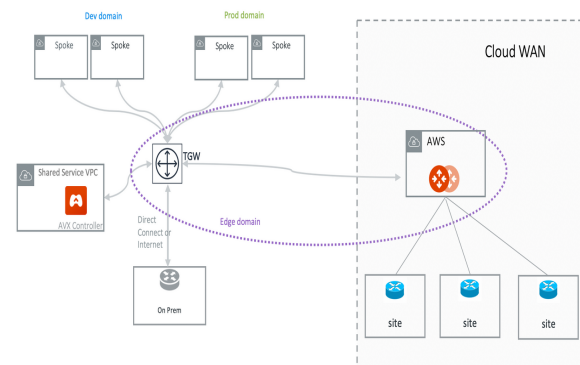 Dev domain
Prod domain
Spoke
Spoke
Spoke
Spoke
Cloud WAN
AWS
TGW
Shared Service VPC
AVX Controller
Direct
Connect or
Internet
Edge domain
On Prem
site
site
site